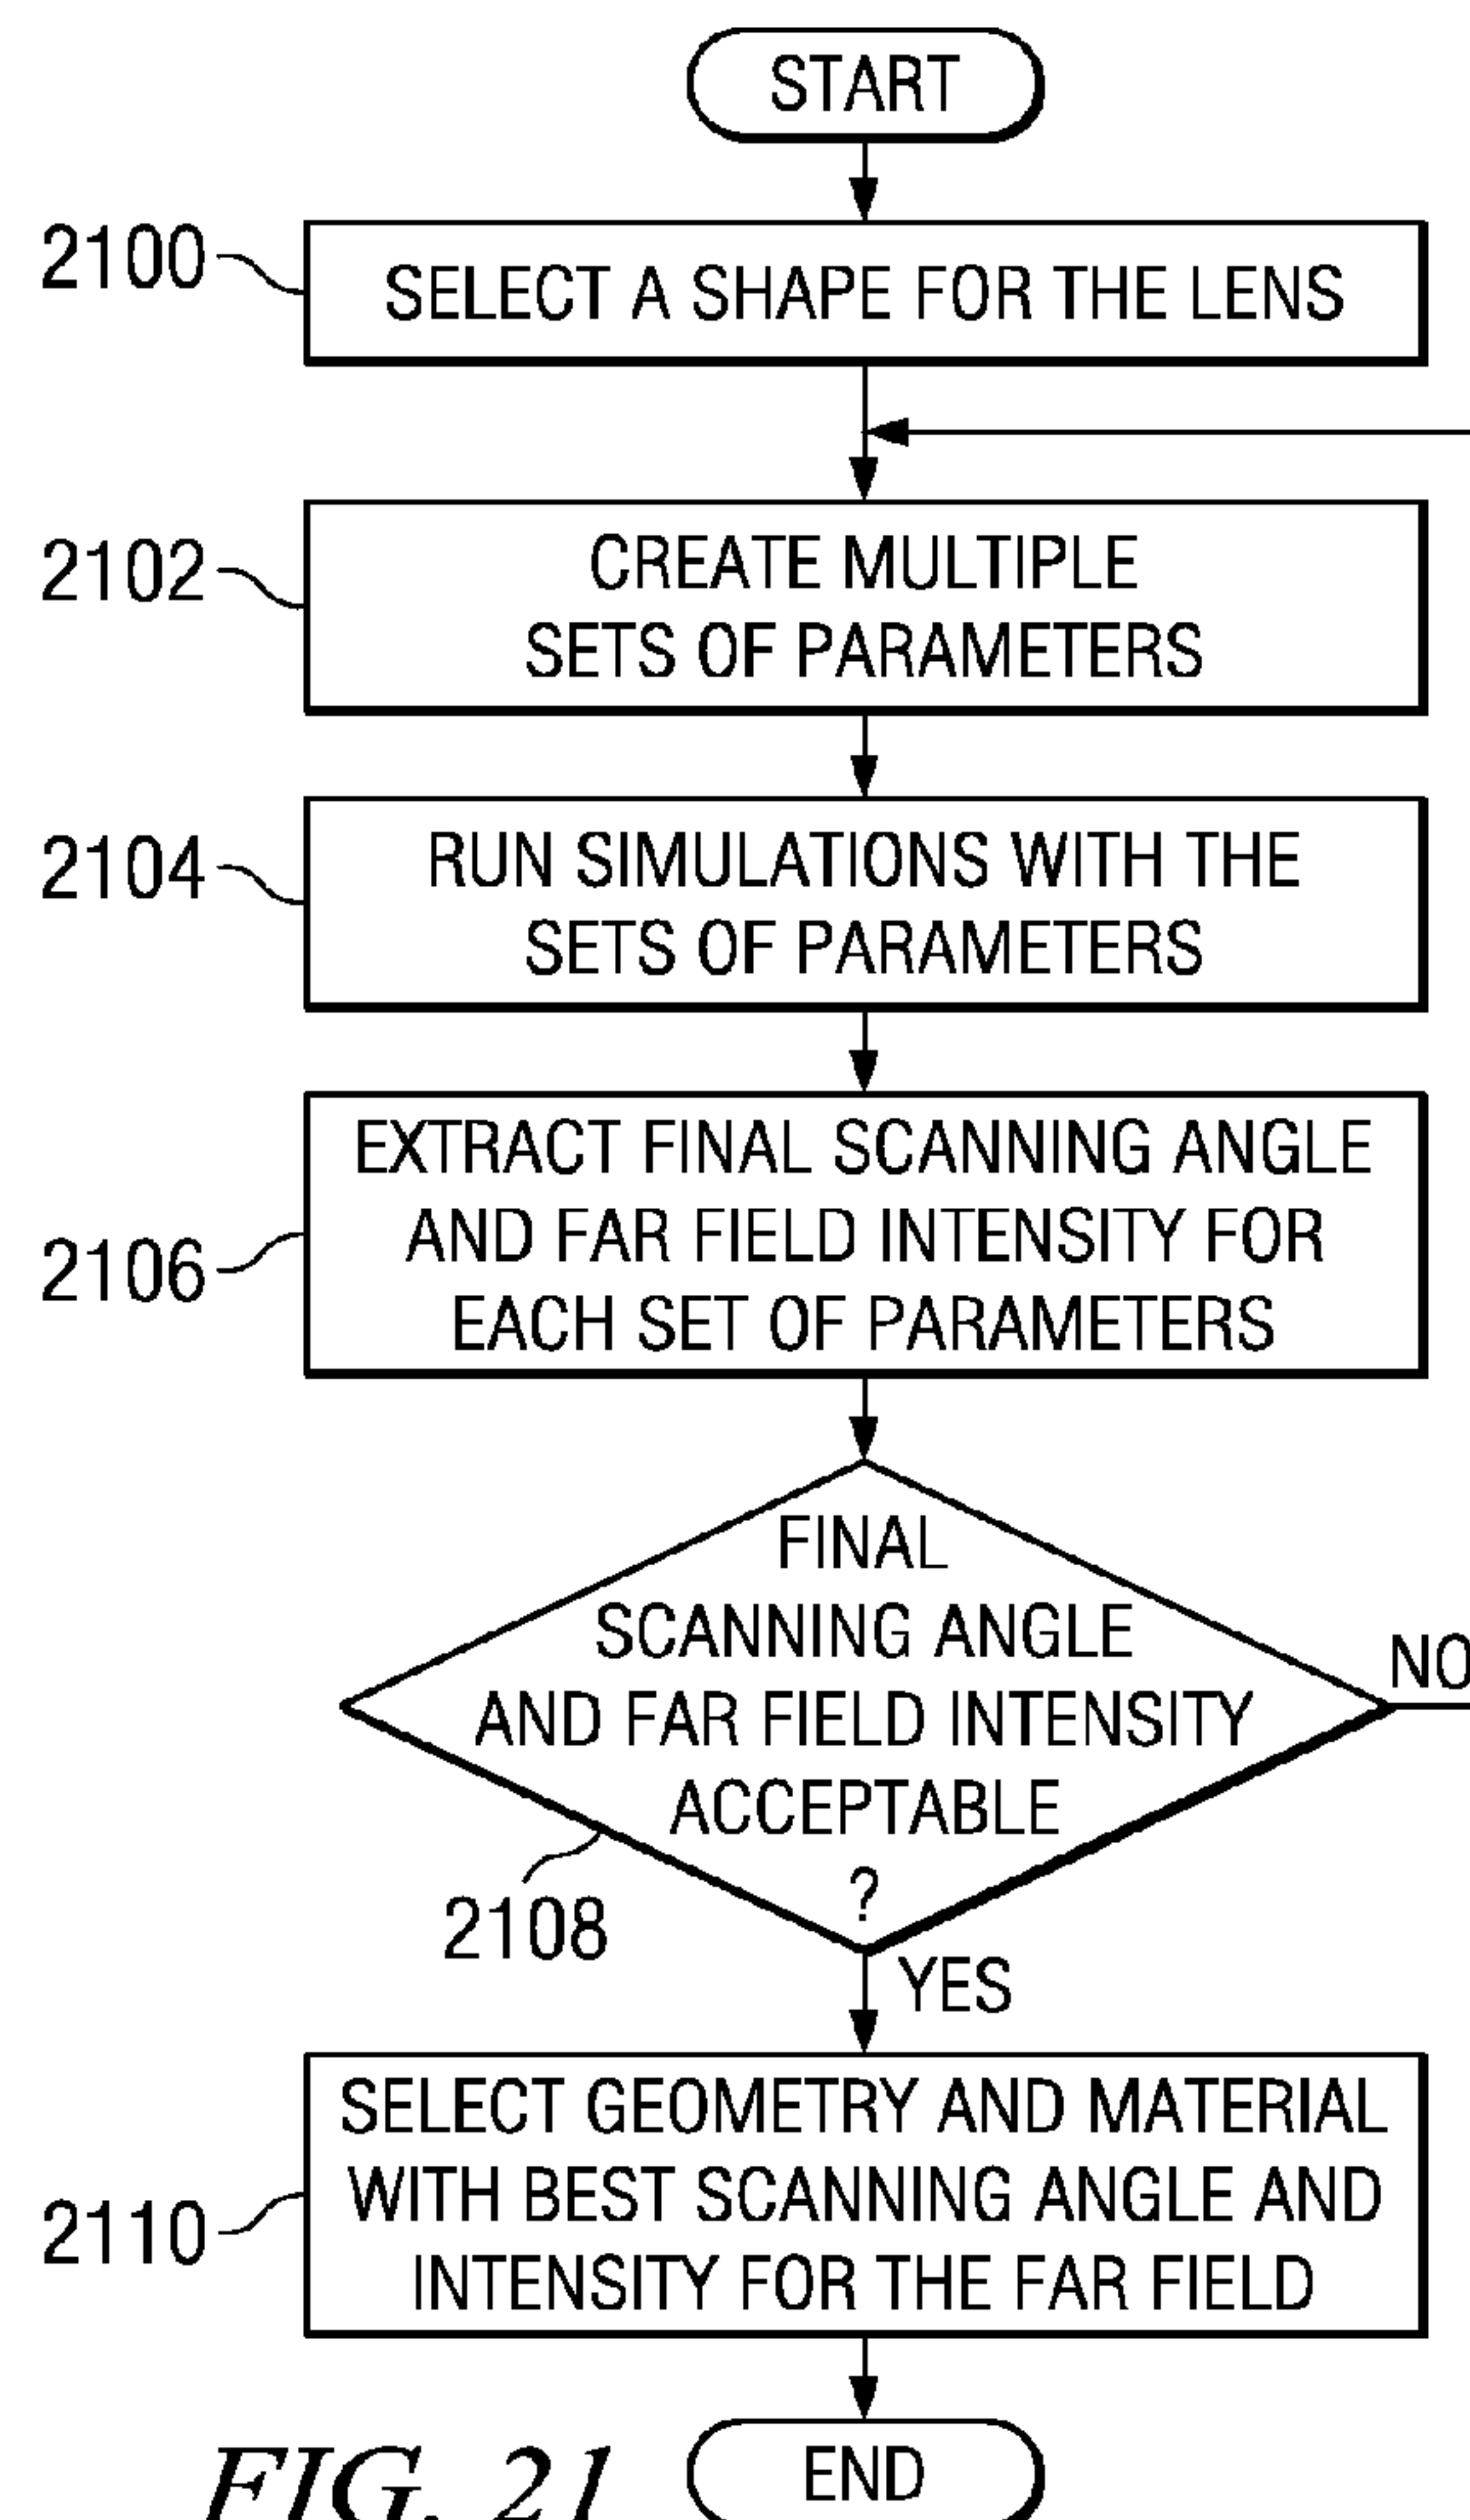 START
2100
SELECT A SHAPE FOR THE LENS
2102
CREATE MULTIPLE
SETS OF PARAMETERS
2104
RUN SIMULATIONS WITH THE
SETS OF PARAMETERS
2106
EXTRACT FINAL SCANNING ANGLE
AND FAR FIELD INTENSITY FOR
EACH SET OF PARAMETERS
FINAL
SCANNING ANGLE
AND FAR FIELD INTENSITY
ACCEPTABLE
?
NO
2108
YES
2110
SELECT GEOMETRY AND MATERIAL
WITH BEST SCANNING ANGLE AND
INTENSITY FOR THE FAR FIELD
END
FIG. 21